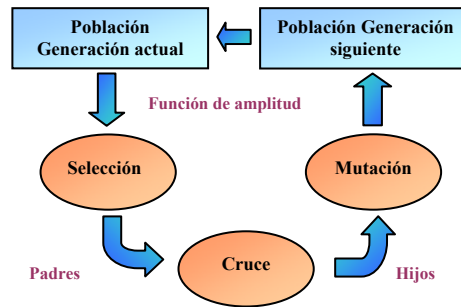 Población
Generación actual
Población Generación
siguiente
Función de amplitud
Selección
Mutación
Cruce
Padres
Hijos